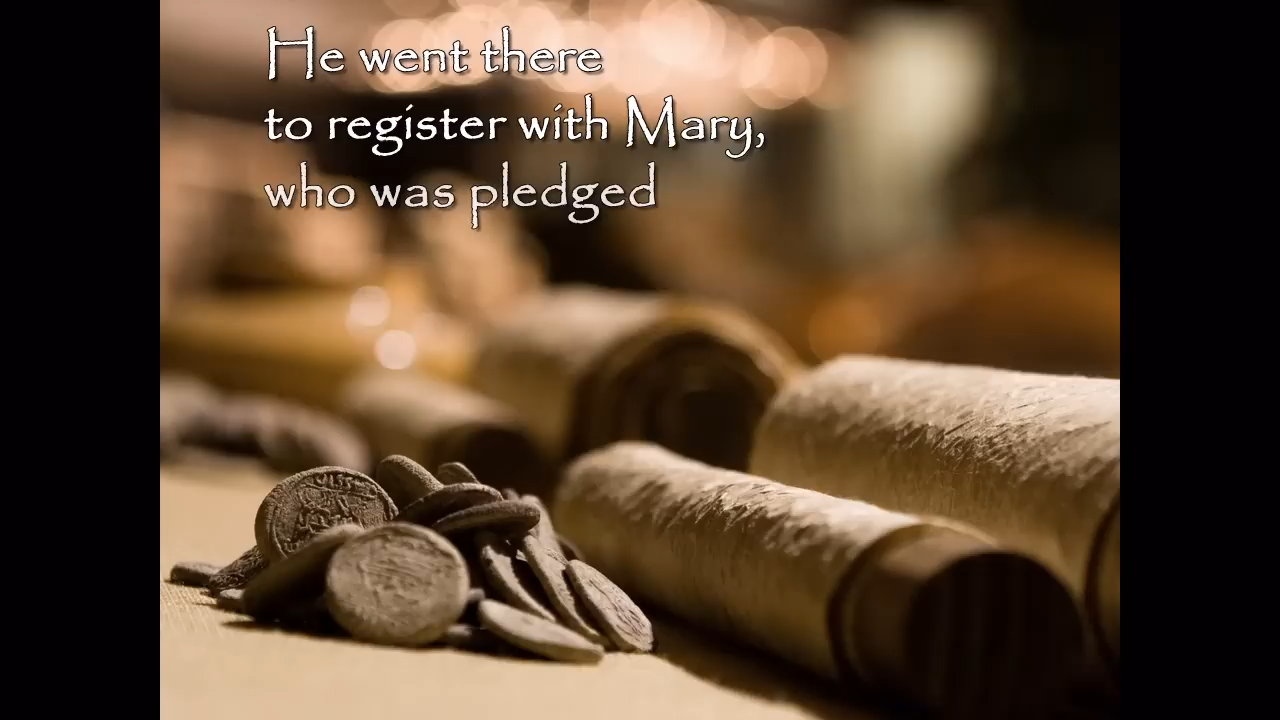 He went there
to register with Mary,
who was pledged